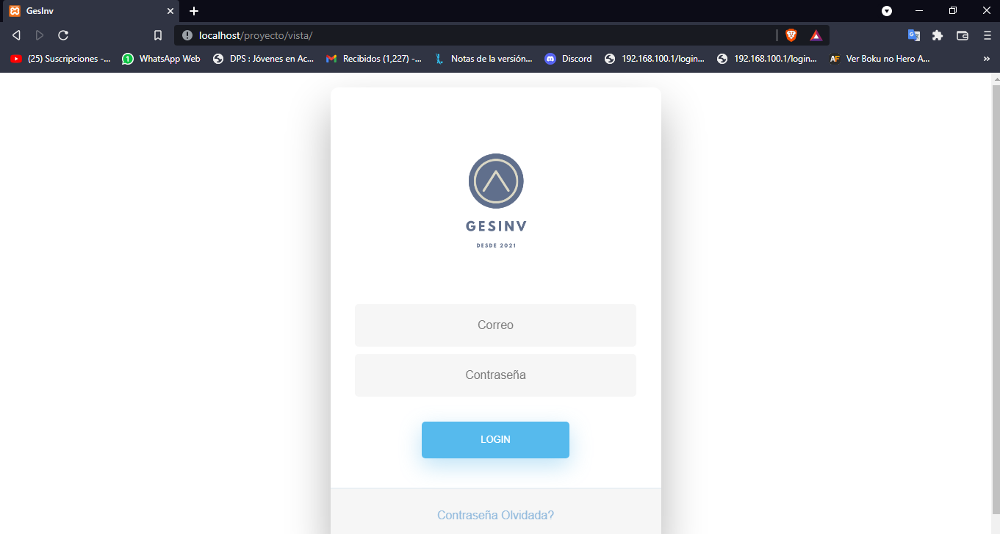 GesInv
localhost/proyecto/vista/
(25) Suscripciones -...
1
WhatsApp Web
DPS : Jóvenes en Ac...
Recibidos (1,227) -...
Notas de la versión...
Discord
192.168.100.1/login...
192.168.100.1/login...
AF
Ver Boku no Hero A...
»
GESINV
DESDE 2021
Correo
Contraseña
LOGIN
Contraseña Olvidada?